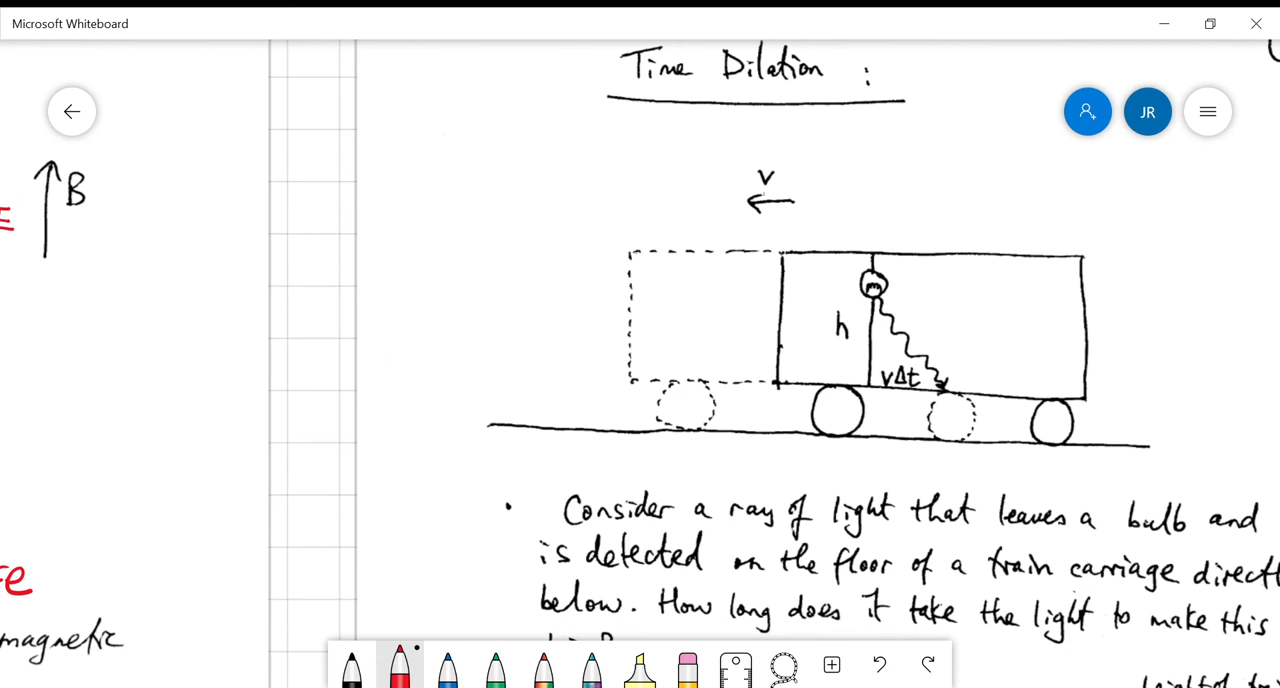 Microsoft Whiteboard
Time Dilation :
JR
B
v
h
vΔt
Consider a ray of light that leaves a bulb and
is detected on the floor of a train carriage
below. How long does it take the light to make this
magnetic